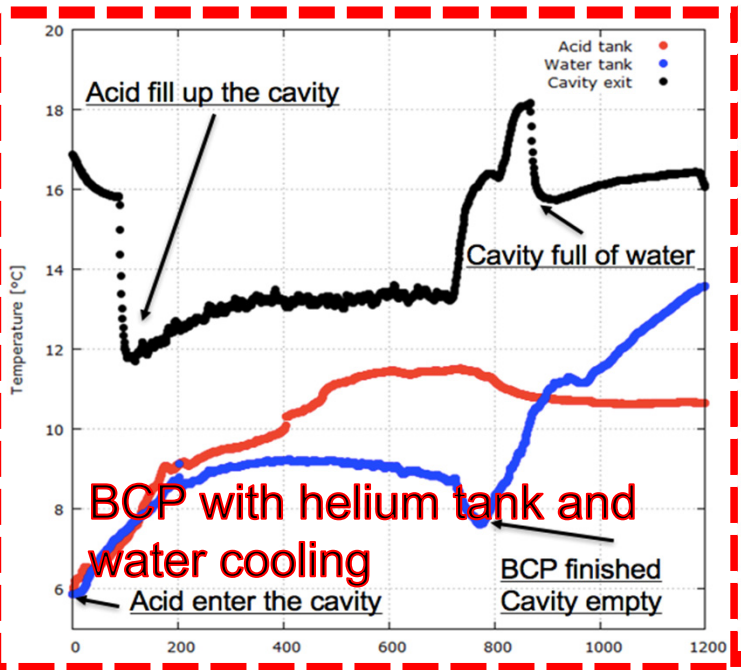 20
18
16
14
12
10
8
6
Temperature [°C]
Acid tank
Water tank
Cavity exit
Acid fill up the cavity
Cavity full of water
BCP with helium tank and
water cooling
BCP finished
Cavity empty
Acid enter the cavity
0 200 400 600 800 1000 1200